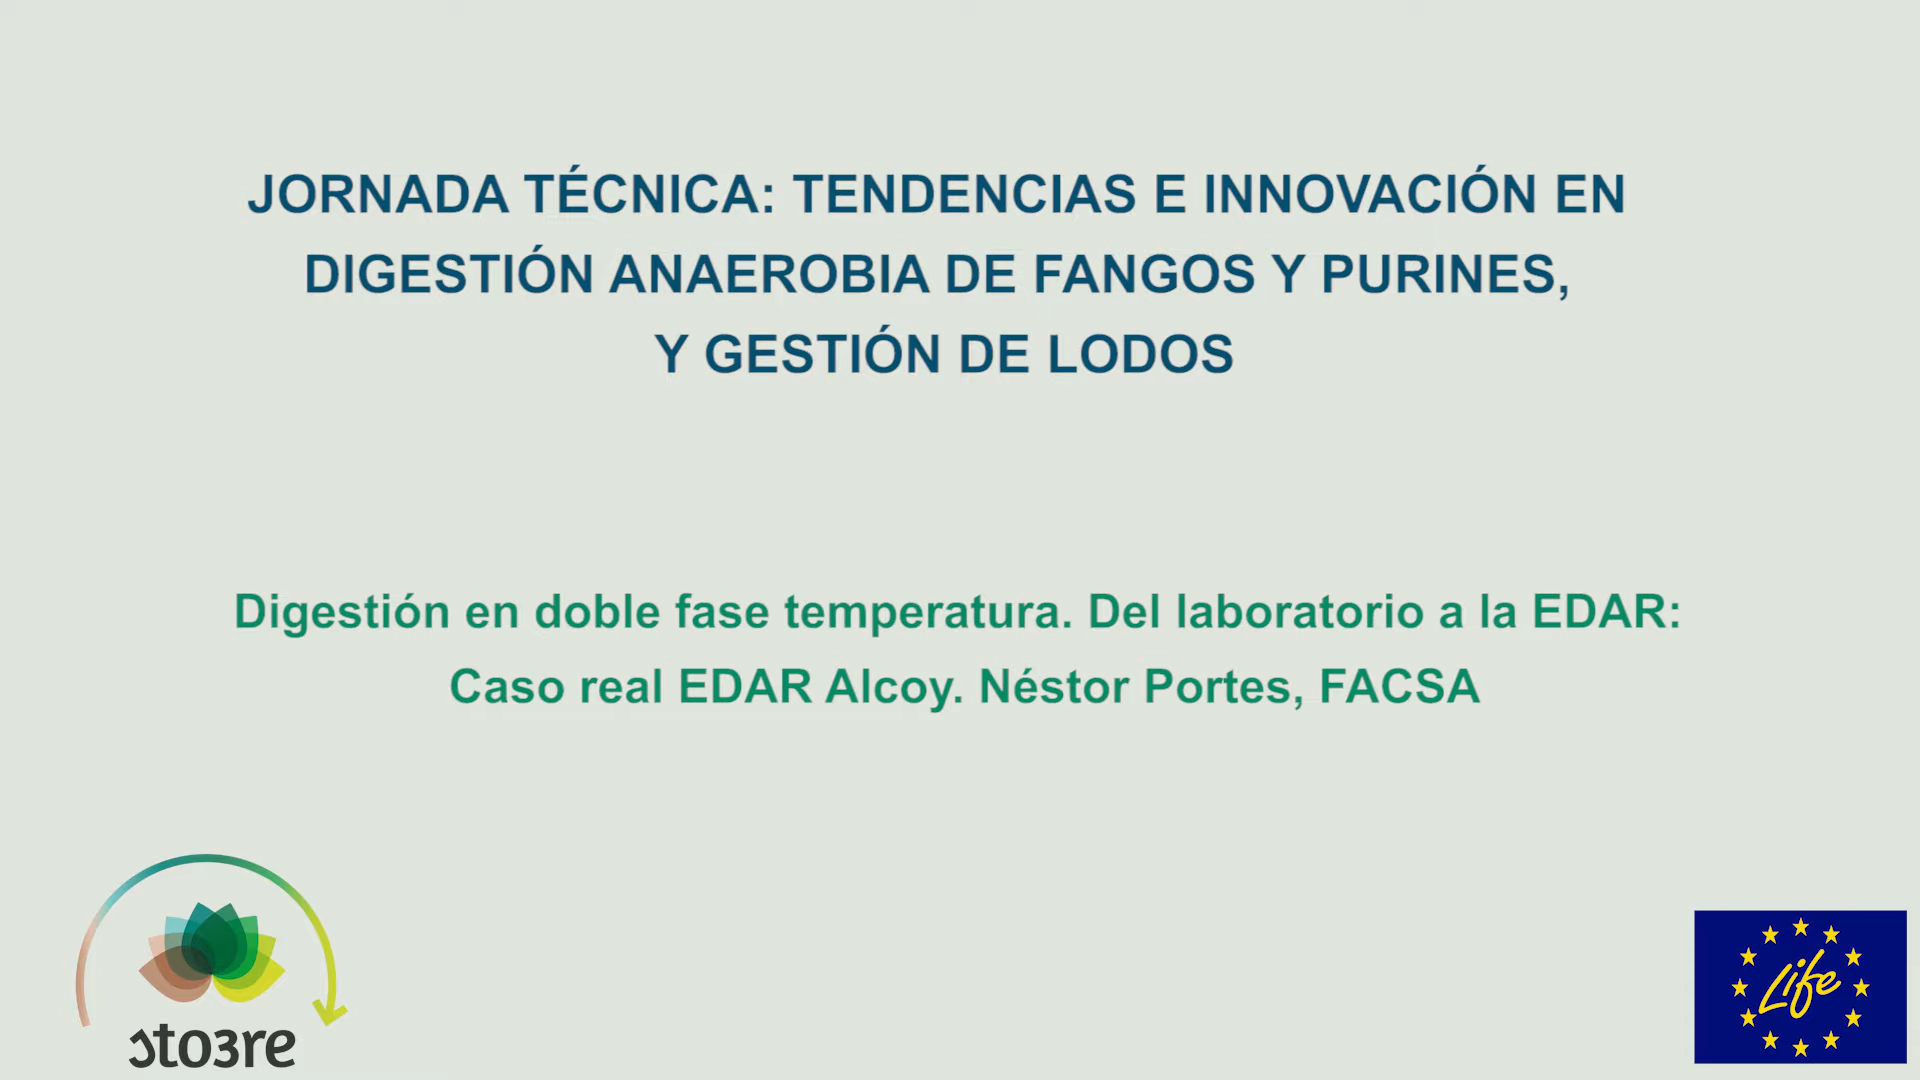 JORNADA TÉCNICA: TENDENCIAS E INNOVACIÓN EN
DIGESTIÓN ANAEROBIA DE FANGOS Y PURINES,
Y GESTIÓN DE LODOS
Digestión en doble fase temperatura. Del laboratorio a la EDAR:
Caso real EDAR Alcoy. Néstor Portes, FACSA
sto3re
Life